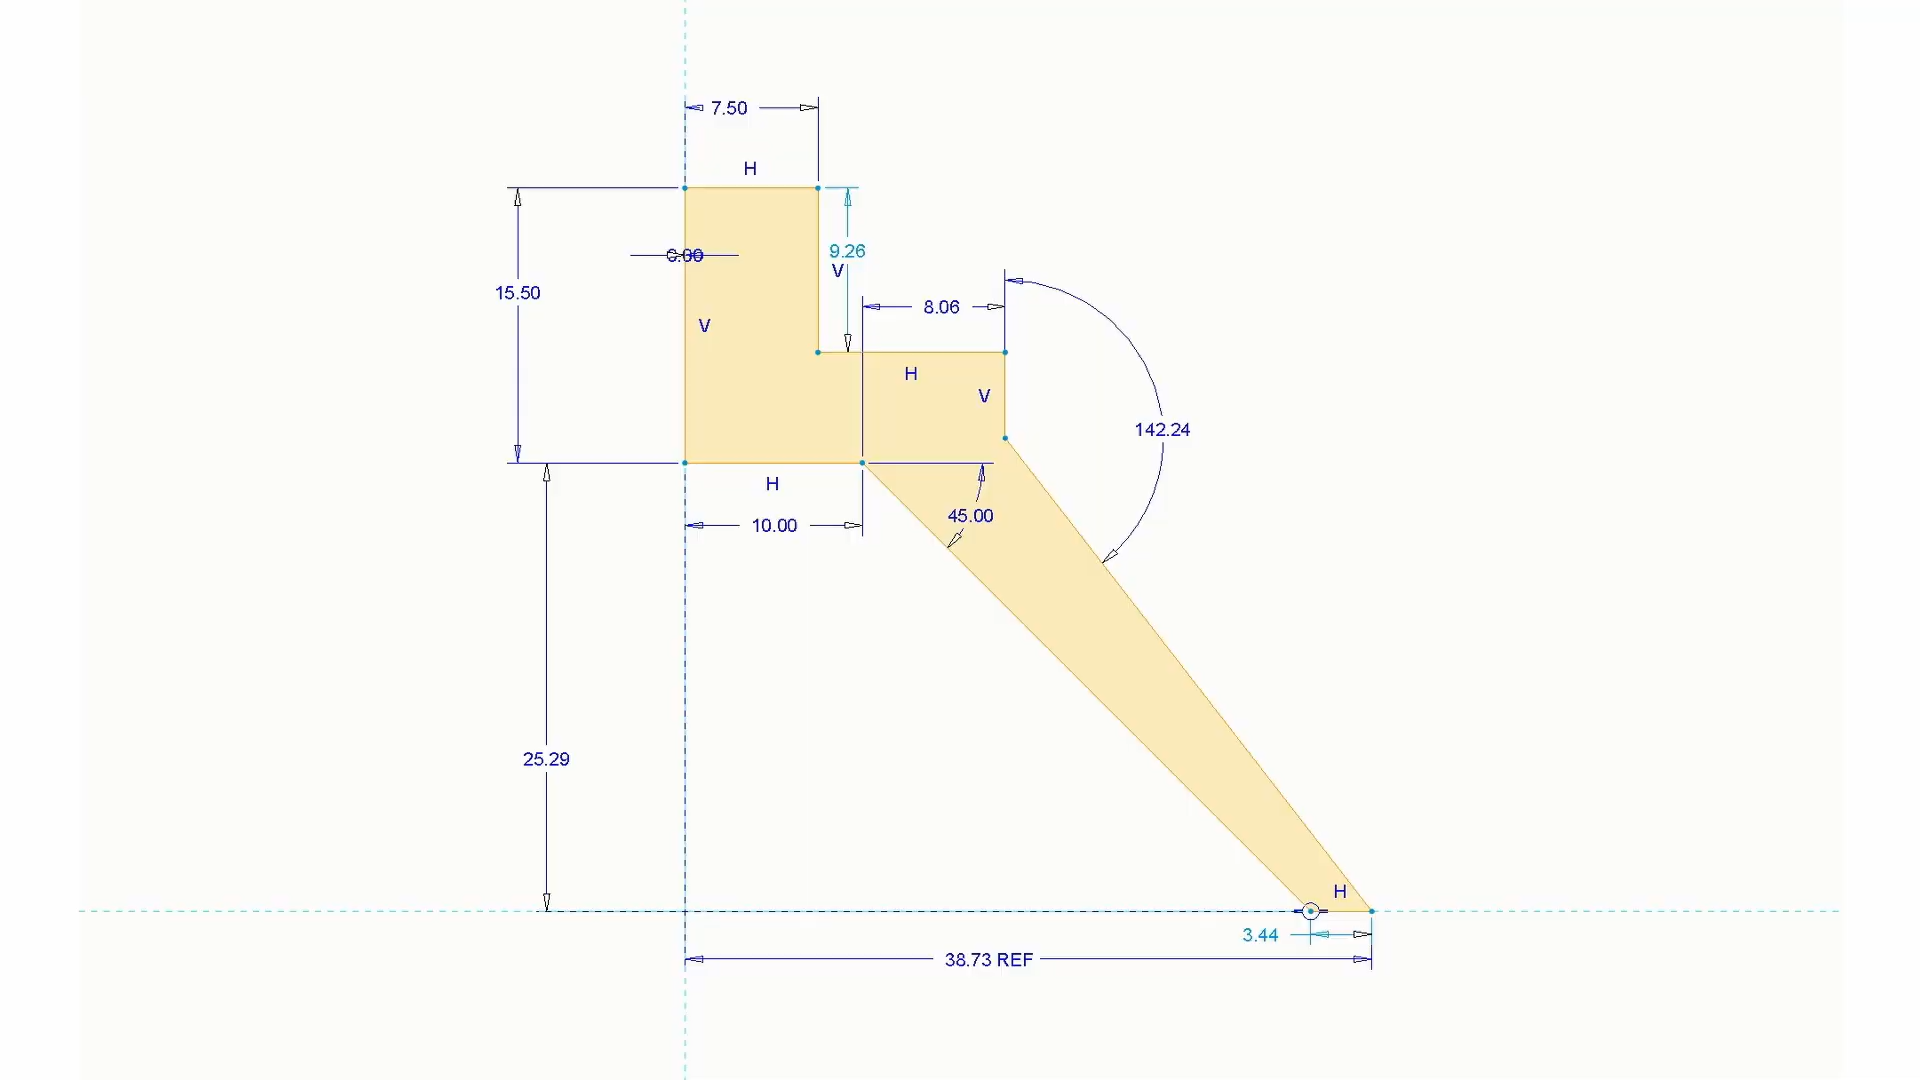 7.50
H
9.26
V
0.00
15.50
8.06
V
H
V
142.24
H
45.00
10.00
25.29
H
3.44
38.73 REF